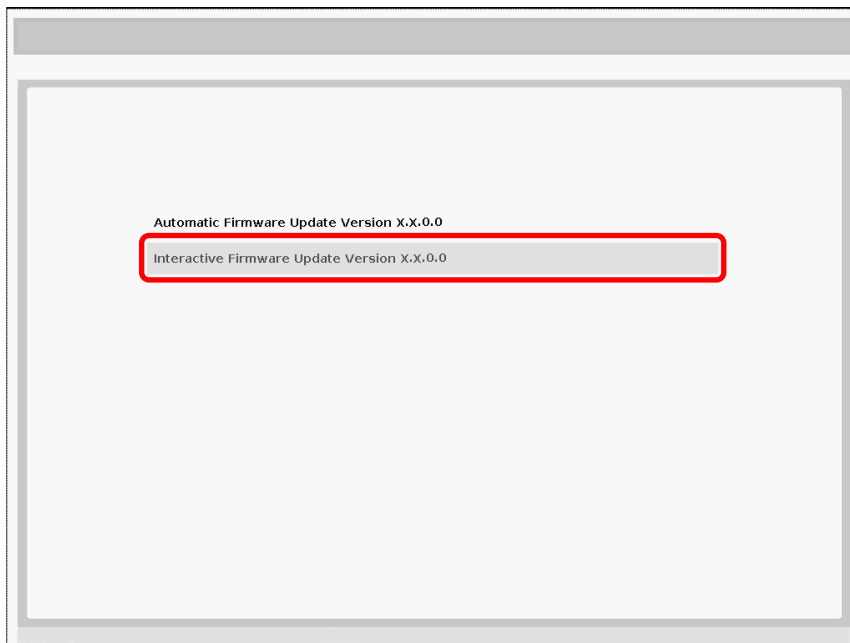 Automatic Firmware Update Version X.X.0.0
Interactive Firmware Update Version X.X.0.0